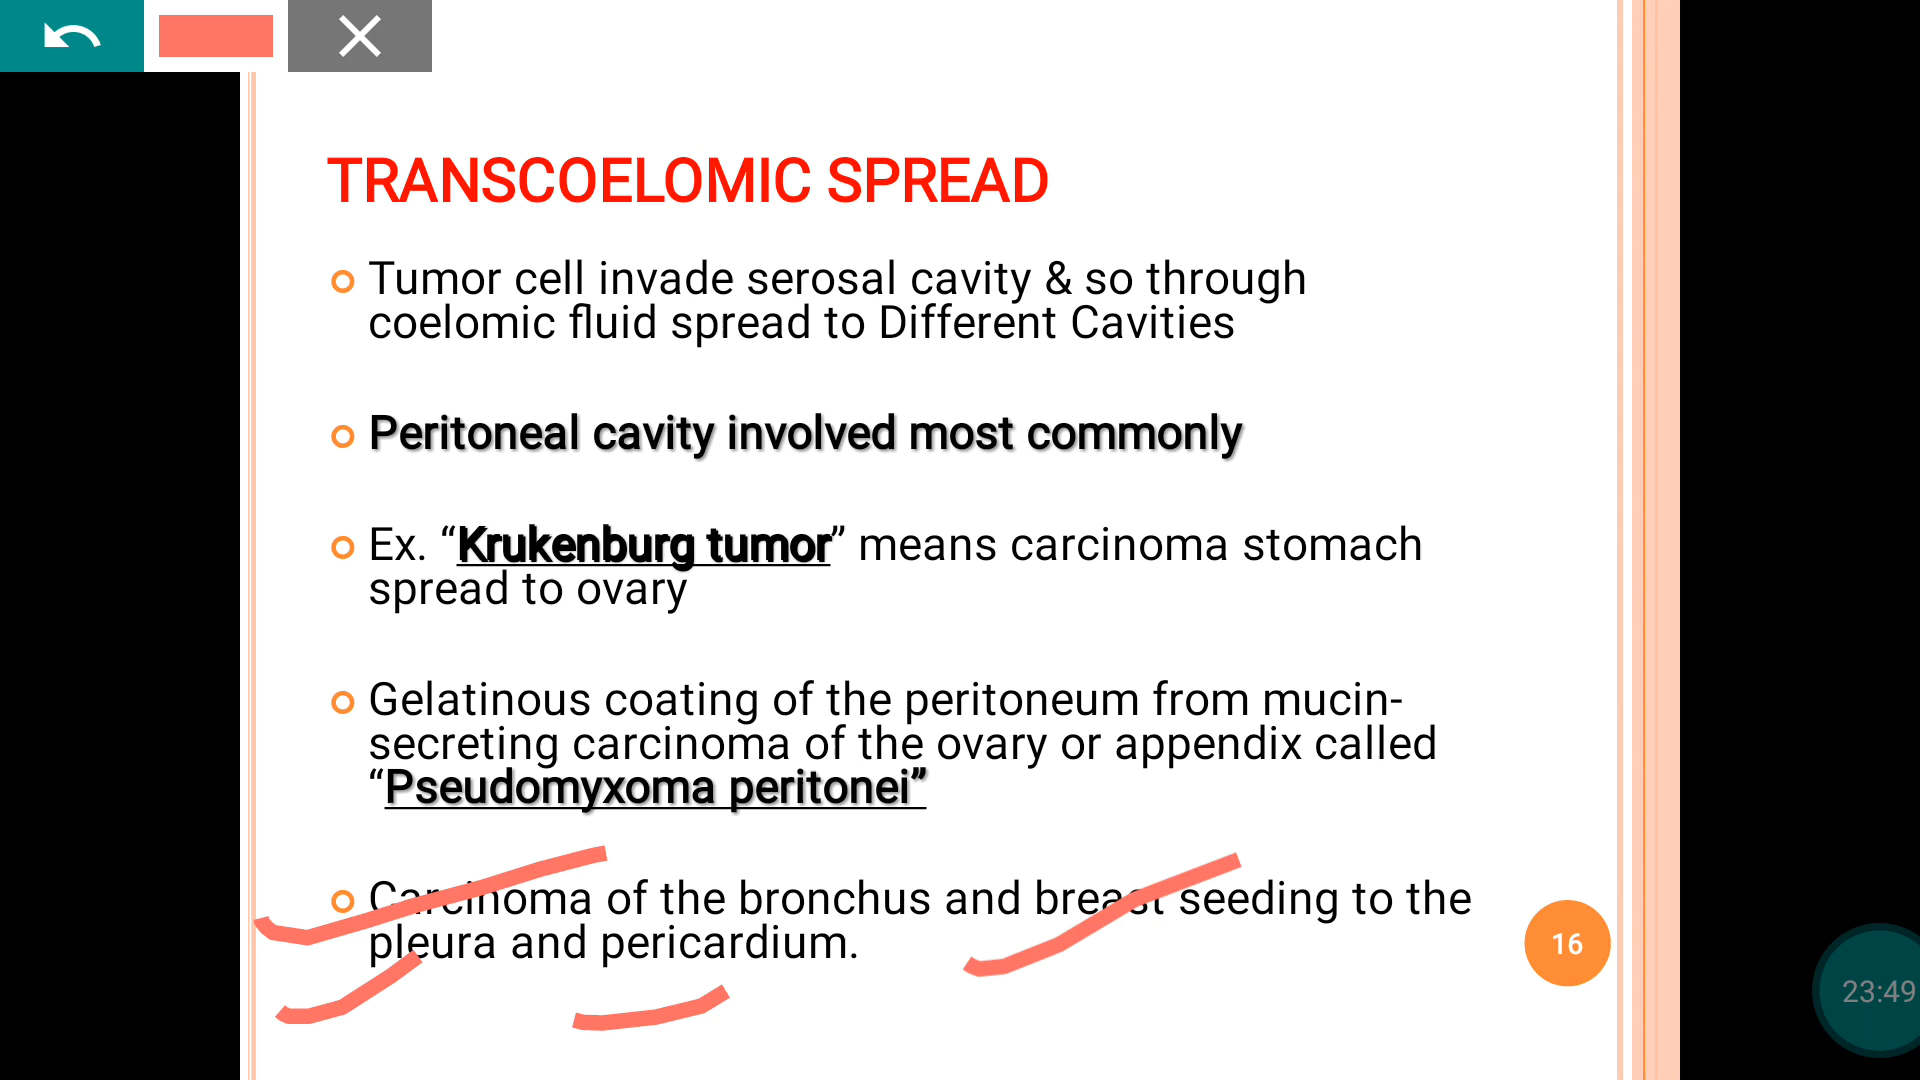 TRANSCOELOMIC SPREAD
Tumor cell invade serosal cavity & so through
coelomic fluid spread to Different Cavities
Peritoneal cavity involved most commonly
Ex. “Krukenburg tumor” means carcinoma stomach
spread to ovary
Gelatinous coating of the peritoneum from mucin-
secreting carcinoma of the ovary or appendix called
“Pseudomyxoma peritonei”
Carcinoma of the bronchus and breast seeding to the
pleura and pericardium.
16
23:49